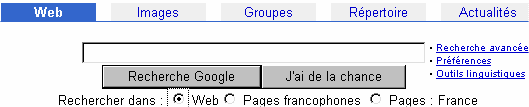 Web Images Groupes Répertoire Actualités
Recherche avancée
Préférences
Outils linguistiques
Recherche Google J'ai de la chance
Rechercher dans : Web Pages francophones Pages : France